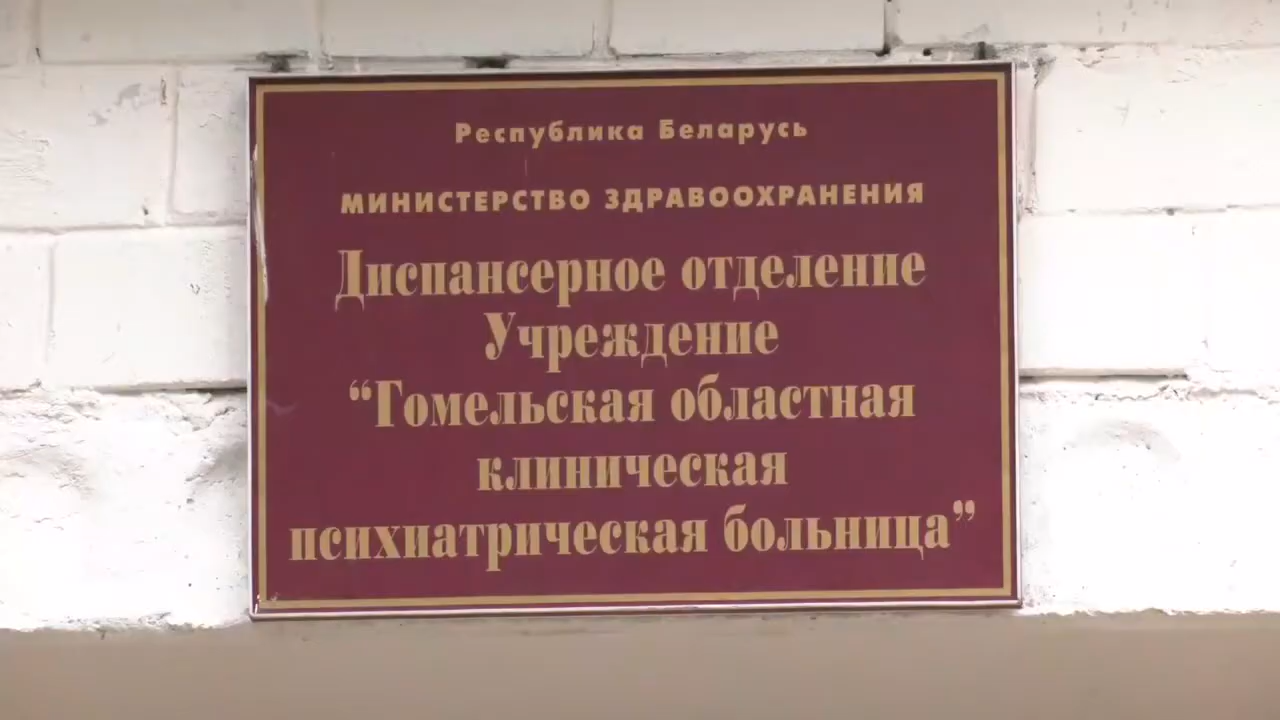 Республика Беларусь
МИНИСТЕРСТВО ЗДРАВООХРАНЕНИЯ
Диспансерное отделение
Учреждение
“Гомельская областная
клиническая
психиатрическая больница”